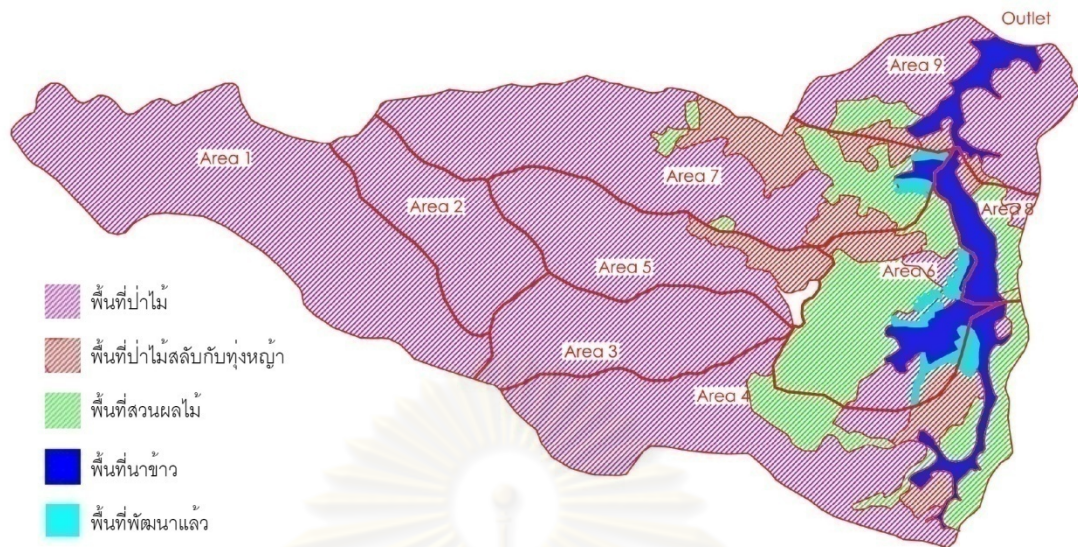 Outlet
Area 9
Area 1
Area 7
Area 2
Area 8
Area 5
Area 6
Area 3
Area 4
พื้นที่ป่าไม้
พื้นที่ป่าไม้สลับกับทุ่งหญ้า
พื้นที่สวนผลไม้
พื้นที่นาข้าว
พื้นที่พัฒนาแล้ว